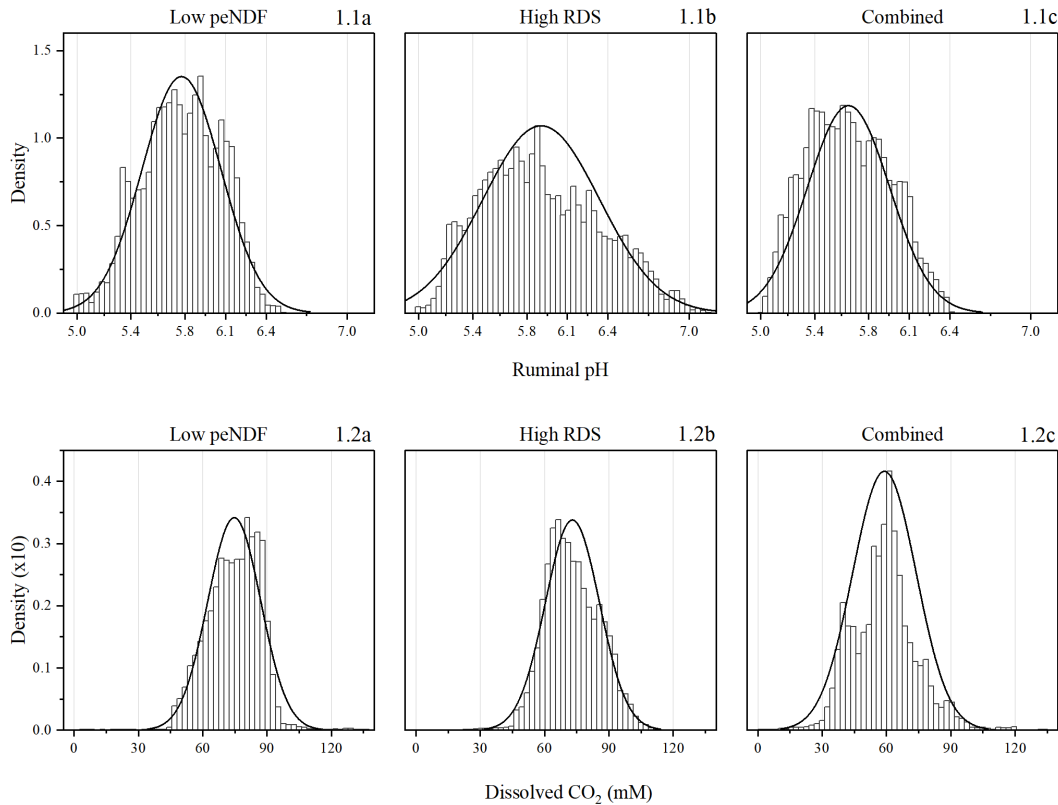 Low peNDF 1.1a
High RDS 1.1b
Combined 1.1c
1.5
1.0
0.5
0.0
Density
5.0 5.4 5.8 6.1 6.4 7.0
5.0 5.4 5.8 6.1 6.4 7.0
5.0 5.4 5.8 6.1 6.4 7.0
Ruminal pH
Low peNDF 1.2a
High RDS 1.2b
Combined 1.2c
0.4
0.3
0.2
0.1
0.0
Density (x10)
0 30 60 90 120
0 30 60 90 120
0 30 60 90 120
Dissolved CO₂ (mM)